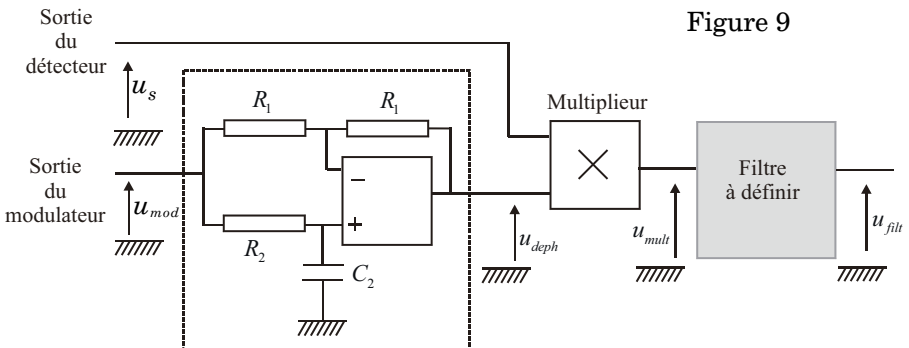 Figure 9
Sortie
du
détecteur
u_s
R_1
R_1
Multiplieur
×
Filtre
à définir
Sortie
du
modulateur
u_mod
−
+
R_2
C_2
u_deph
u_mult
u_filt